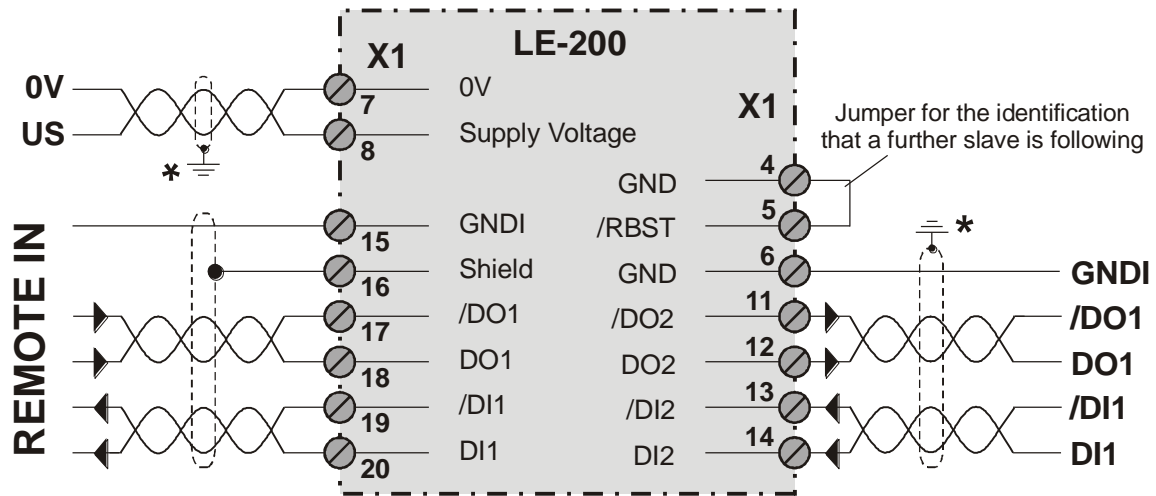 LE-200
X1
0V
7
0V
US
8
Supply Voltage
*
X1
Jumper for the identification
that a further slave is following
GND
4
/RBST
5
GND
6
*
GNDI
REMOTE IN
15
GNDI
16
Shield
17
/DO1
18
DO1
19
/DI1
20
DI1
/DO2
11
/DO1
DO2
12
DO1
/DI2
13
/DI1
DI2
14
DI1